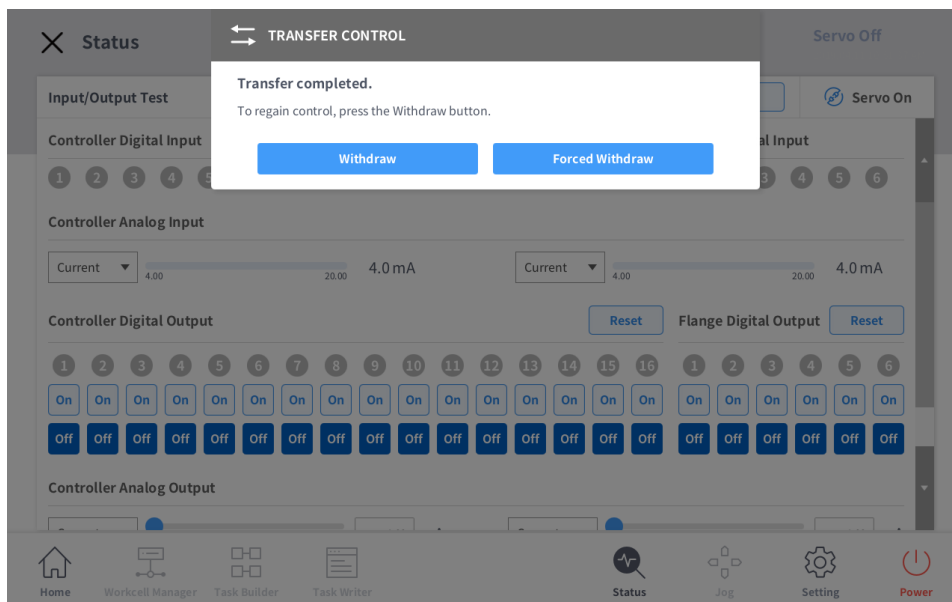 Status
Servo Off
TRANSFER CONTROL
Transfer completed.
To regain control, press the Withdraw button.
Withdraw
Forced Withdraw
Input/Output Test
Servo On
Controller Digital Input
al Input
1 2 3 4 5
3 4 5 6
Controller Analog Input
Current 4.00 20.00 4.0 mA
Current 4.00 20.00 4.0 mA
Controller Digital Output Reset
Flange Digital Output Reset
1 2 3 4 5 6 7 8 9 10 11 12 13 14 15 16 1 2 3 4 5 6
On On On On On On On On On On On On On On On On On On On On On On
Off Off Off Off Off Off Off Off Off Off Off Off Off Off Off Off Off Off Off Off Off Off
Controller Analog Output
Home Workcell Manager Task Builder Task Writer Status Jog Setting Power